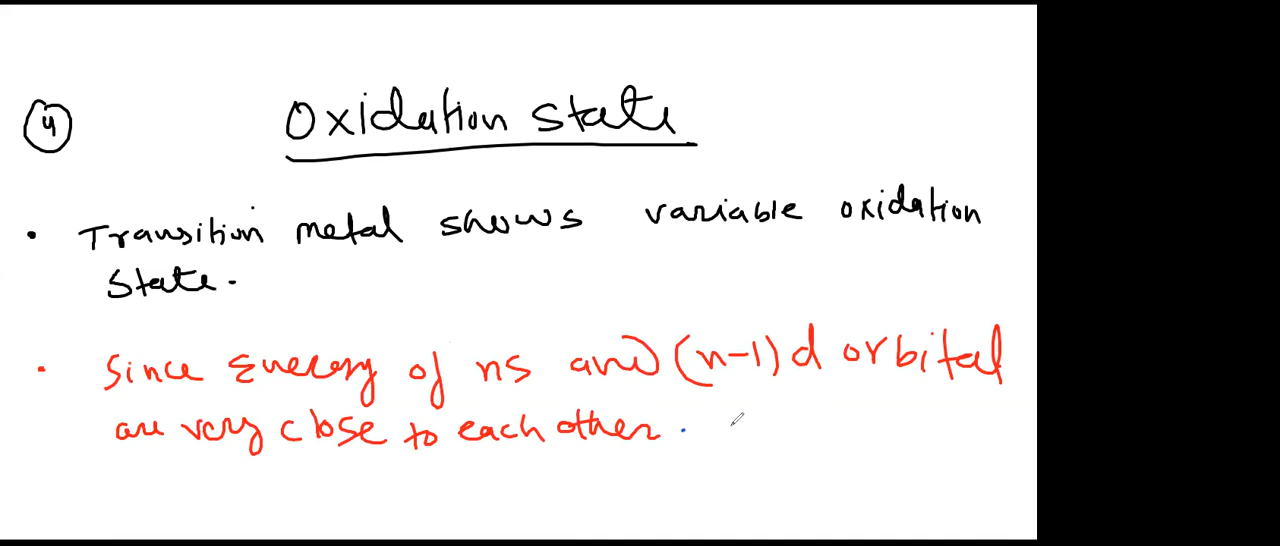 4
Oxidation state
• Transition metal shows variable oxidation
state.
• Since Energy of ns and (n-1)d orbital
are very close to each other.